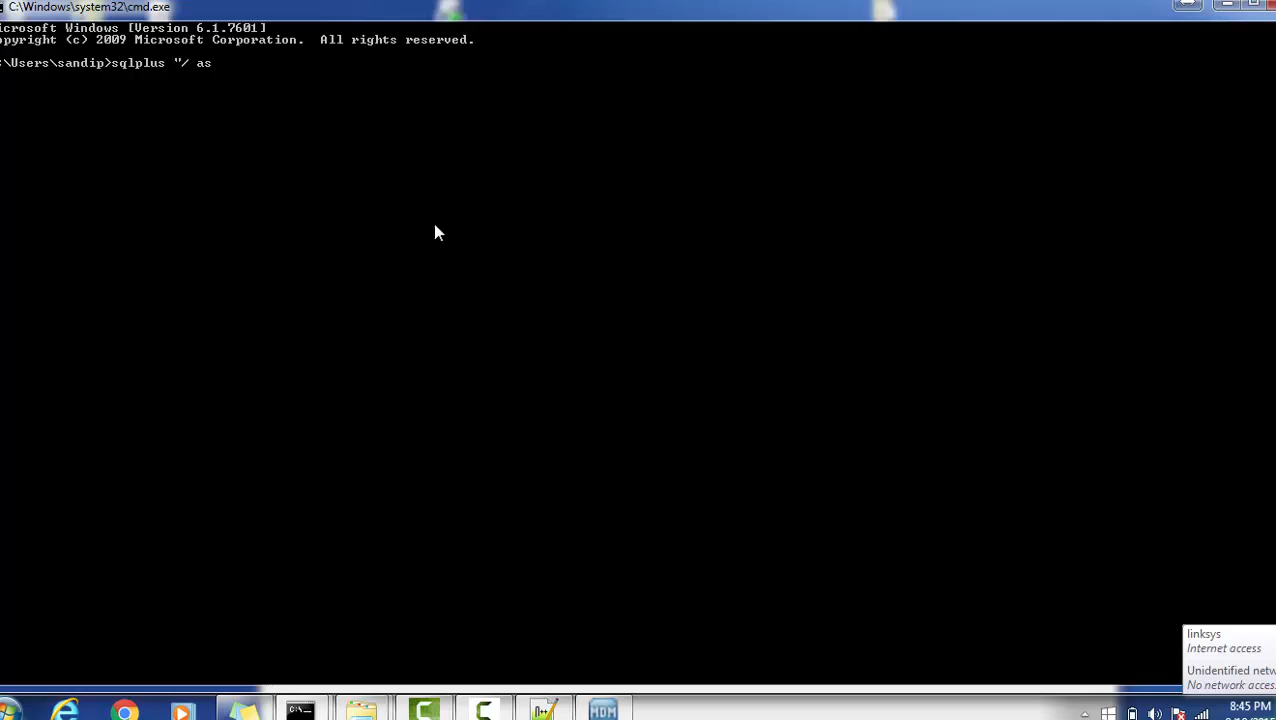 C:\Windows\system32\cmd.exe
icrosoft Windows [Version 6.1.7601]
opyright (c) 2009 Microsoft Corporation.  All rights reserved.
:\Users\sandip>sqlplus "/ as
linksys
Internet access
Unidentified netw
No network acces
8:45 PM